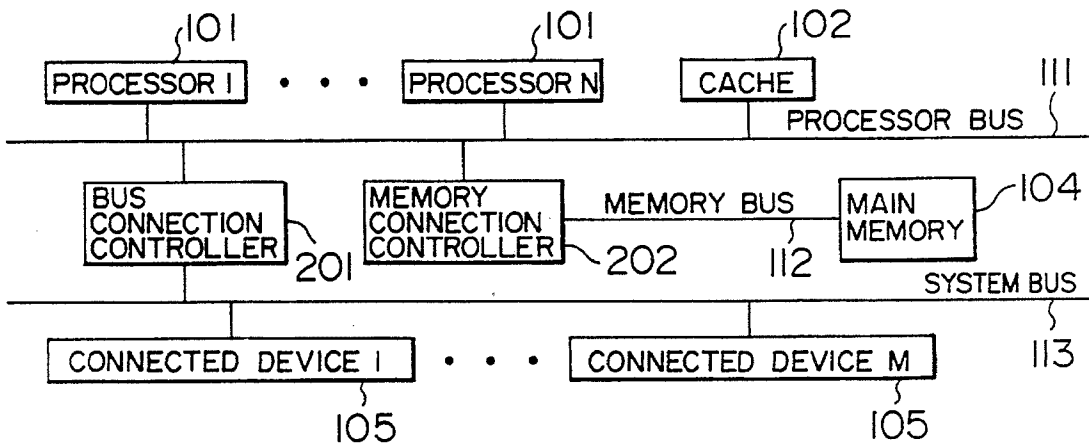 101
101
102
111
PROCESSOR 1
• • •
PROCESSOR N
CACHE
PROCESSOR BUS
BUS
CONNECTION
CONTROLLER
201
MEMORY
CONNECTION
CONTROLLER
202
MEMORY BUS
112
MAIN
MEMORY
104
SYSTEM BUS
113
CONNECTED DEVICE 1
• • •
CONNECTED DEVICE M
105
105